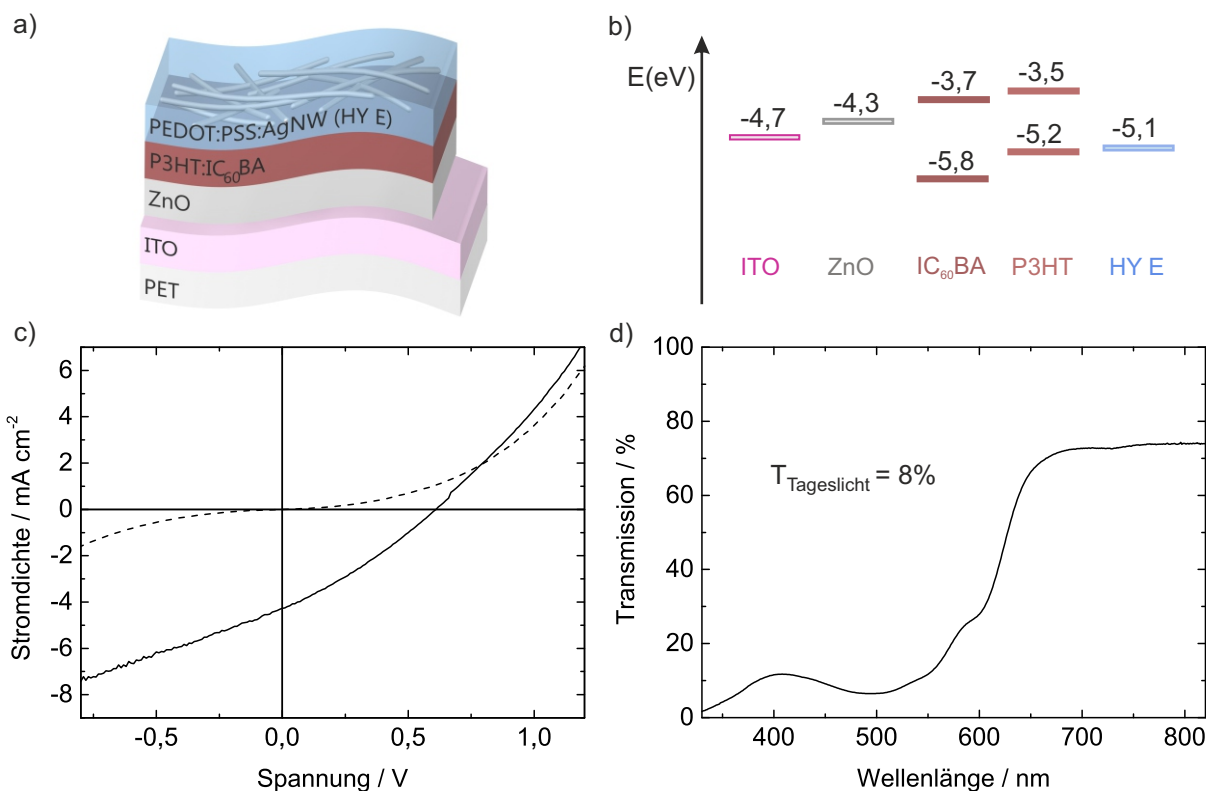 a)
PEDOT:PSS:AgNW (HY E)
P3HT:IC₆₀BA
ZnO
ITO
PET
b)
E(eV)
-4,7
-4,3
-3,7
-5,8
-3,5
-5,2
-5,1
ITO ZnO IC₆₀BA P3HT HY E
c)
Stromdichte / mA cm⁻²
6
4
2
0
-2
-4
-6
-8
-0,5 0,0 0,5 1,0
Spannung / V
d)
Transmission / %
100
80
60
40
20
0
T_Tageslicht = 8%
400 500 600 700 800
Wellenlänge / nm